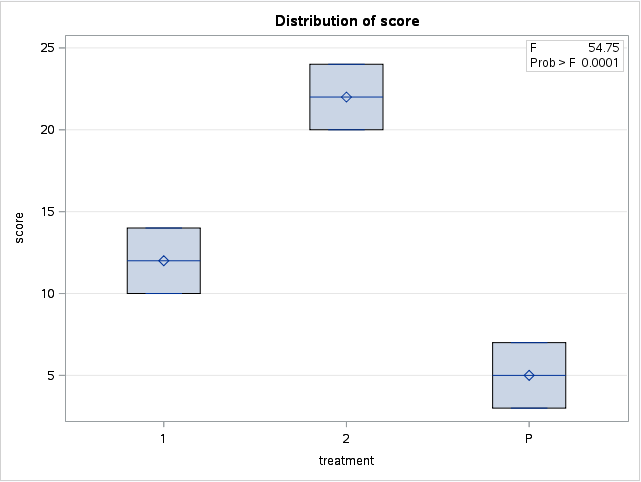 Distribution of score
F 54.75
Prob > F 0.0001
25
20
15
10
5
score
1 2 P
treatment